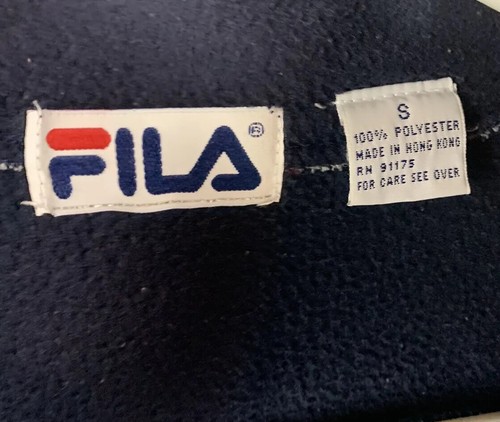 FILA®
S
100% POLYESTER
MADE IN HONG KONG
RN 91175
FOR CARE SEE OVER